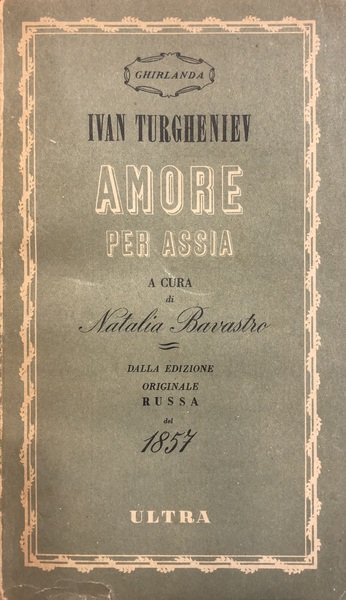 GHIRLANDA
IVAN TURGHENIEV
AMORE
PER ASSIA
A CURA
di
Natalia Bavastro
DALLA EDIZIONE
ORIGINALE
RUSSA
del
1857
ULTRA